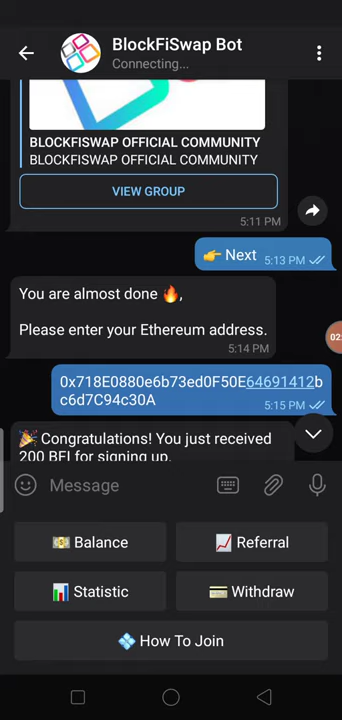 BlockFiSwap Bot
Connecting...
BLOCKFISWAP OFFICIAL COMMUNITY
BLOCKFISWAP OFFICIAL COMMUNITY
VIEW GROUP
5:11 PM
👉 Next 5:13 PM
You are almost done 🔥,
Please enter your Ethereum address.
5:14 PM
0x718E0880e6b73ed0F50E64691412b
c6d7C94c30A 5:15 PM
02
🎉 Congratulations! You just received
200 BFI for signing up.
Message
💵 Balance
📈 Referral
📊 Statistic
💳 Withdraw
💠 How To Join